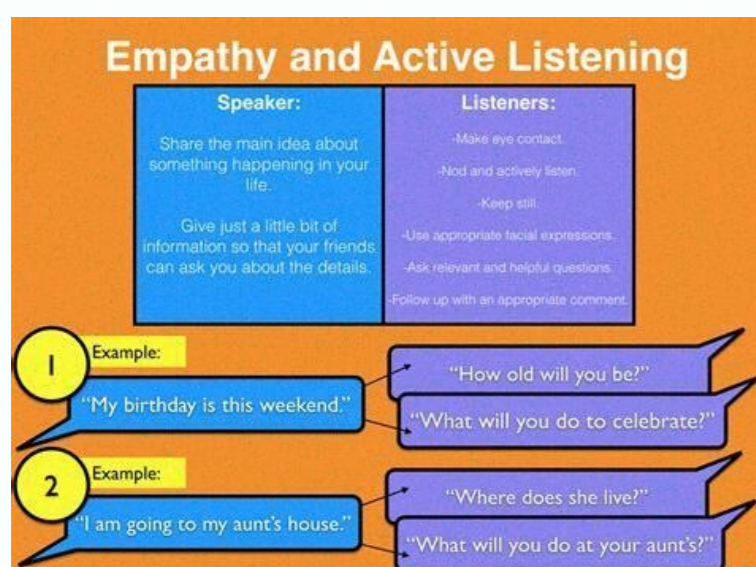 Empathy and Active Listening
Speaker:
Share the main idea about
something happening in your
life.
Give just a little bit of
information so that your friends
can ask you about the details.
Listeners:
-Make eye contact.
-Nod and actively listen.
-Keep still.
-Use appropriate facial expressions.
-Ask relevant and helpful questions.
-Follow up with an appropriate comment.
1
Example:
"My birthday is this weekend."
"How old will you be?"
"What will you do to celebrate?"
2
Example:
"I am going to my aunt's house."
"Where does she live?"
"What will you do at your aunt's?"